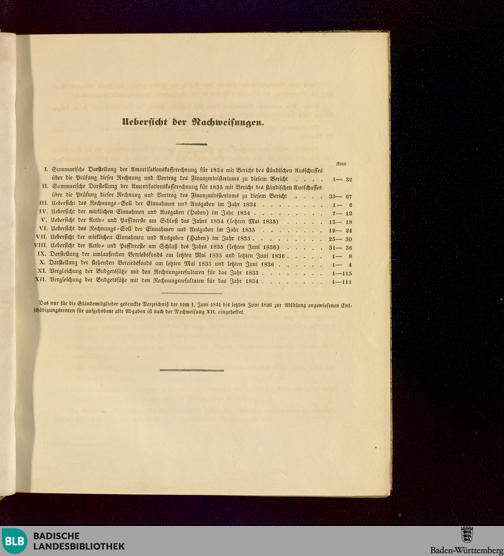 Uebersicht der Nachweisungen.
Seite
I. Summarische Darstellung der Amortisationskasserechnung für 1834 mit Bericht des ständischen Ausschusses
über die Prüfung dieser Rechnung und Vortrag des Finanzministeriums zu diesem Bericht . . . . 1— 32
II. Summarische Darstellung der Amortisationskasserechnung für 1835 mit Bericht des ständischen Ausschusses
über die Prüfung dieser Rechnung und Vortrag des Finanzministeriums zu diesem Bericht . . . . 33— 67
III. Uebersicht des Rechnungs-Soll der Einnahmen und Ausgaben im Jahr 1834 . . . . . . . 1— 6
IV. Uebersicht der wirklichen Einnahmen und Ausgaben (Haben) im Jahr 1834 . . . . . . . . 7— 12
V. Uebersicht der Activ- und Passivreste am Schluß des Jahrs 1834 (letzten Mai 1835) . . . . . 13— 18
VI. Uebersicht des Rechnungs-Soll der Einnahmen und Ausgaben im Jahr 1835 . . . . . . . 19— 24
VII. Uebersicht der wirklichen Einnahmen und Ausgaben (Haben) im Jahr 1835 . . . . . . . . 25— 30
VIII. Uebersicht der Activ- und Passivreste am Schluß des Jahres 1835 (letzten Juni 1836) . . . . . 31— 36
IX. Darstellung des umlaufenden Betriebsfonds am letzten Mai 1835 und letzten Juni 1836 . . . . 1— 8
X. Darstellung der stehenden Betriebsfonds am letzten Mai 1835 und letzten Juni 1836 . . . . . 1— 4
XI. Vergleichung der Budgetsätze mit den Rechnungsresultaten für das Jahr 1833 . . . . . . . 1—115
XII. Vergleichung der Budgetsätze mit den Rechnungsresultaten für das Jahr 1834 . . . . . . . 1—111
Das nur für die Ständemitglieder gedruckte Verzeichniß der vom 1. Juni 1834 bis letzten Juni 1836 zur Ablösung angewiesenen Ent-
schädigungsrenten für aufgehobene alte Abgaben ist nach der Nachweisung XII. eingeheftet.
BLB
BADISCHE
LANDESBIBLIOTHEK
Baden-Württemberg